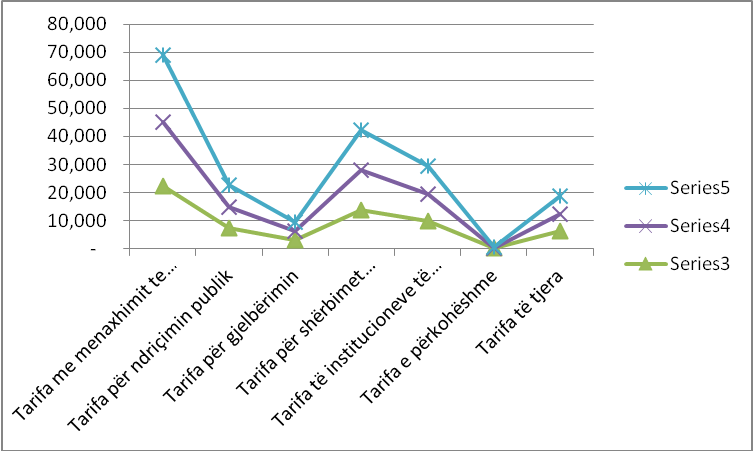 80,000
70,000
60,000
50,000
40,000
30,000
20,000
10,000
-
Tarifa me menaxhimit te...
Tarifa për ndriçimin publik
Tarifa për gjelbërimin
Tarifa për shërbimet...
Tarifa të institucioneve të...
Tarifa e përkohëshme
Tarifa të tjera
Series5
Series4
Series3